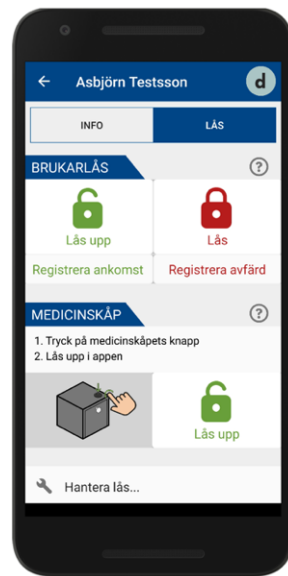 Asbjörn Testsson
d
INFO
LÅS
BRUKARLÅS
?
Lås upp
Lås
Registrera ankomst
Registrera avfärd
MEDICINSKÅP
?
1. Tryck på medicinskåpets knapp
2. Lås upp i appen
Lås upp
Hantera lås...